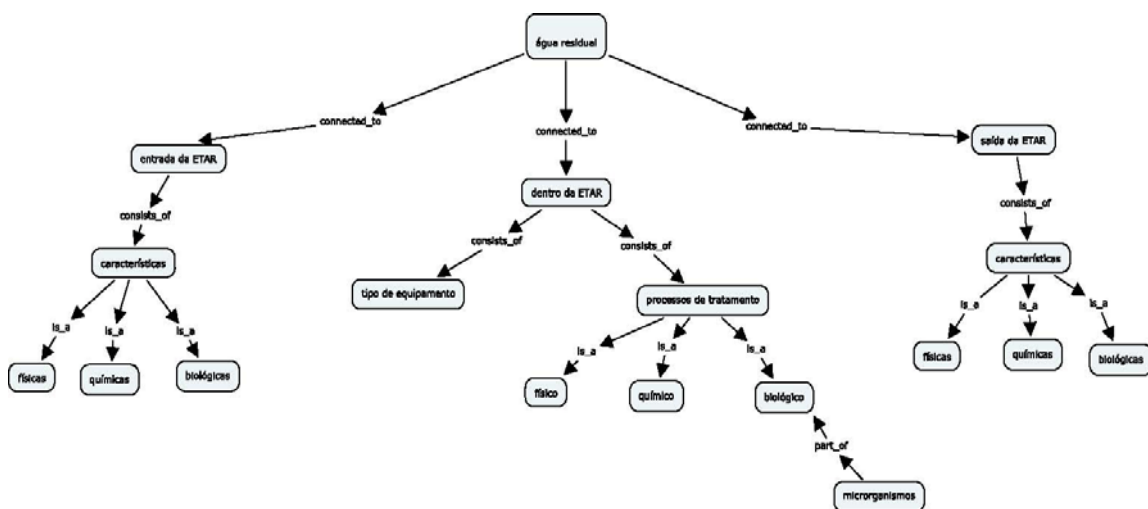 água residual
connected_to
connected_to
connected_to
entrada da ETAR
dentro da ETAR
saída da ETAR
consists_of
consists_of
consists_of
consists_of
características
tipo de equipamento
processos de tratamento
características
is_a
is_a
is_a
is_a
is_a
is_a
is_a
is_a
is_a
físicas
químicas
biológicas
físico
químico
biológico
físicas
químicas
biológicas
part_of
microrganismos